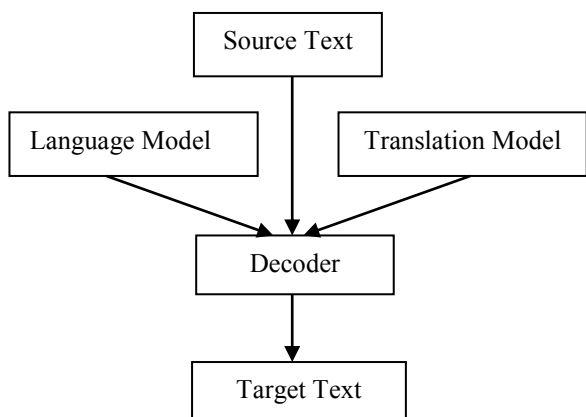 Source Text
Language Model
Translation Model
Decoder
Target Text